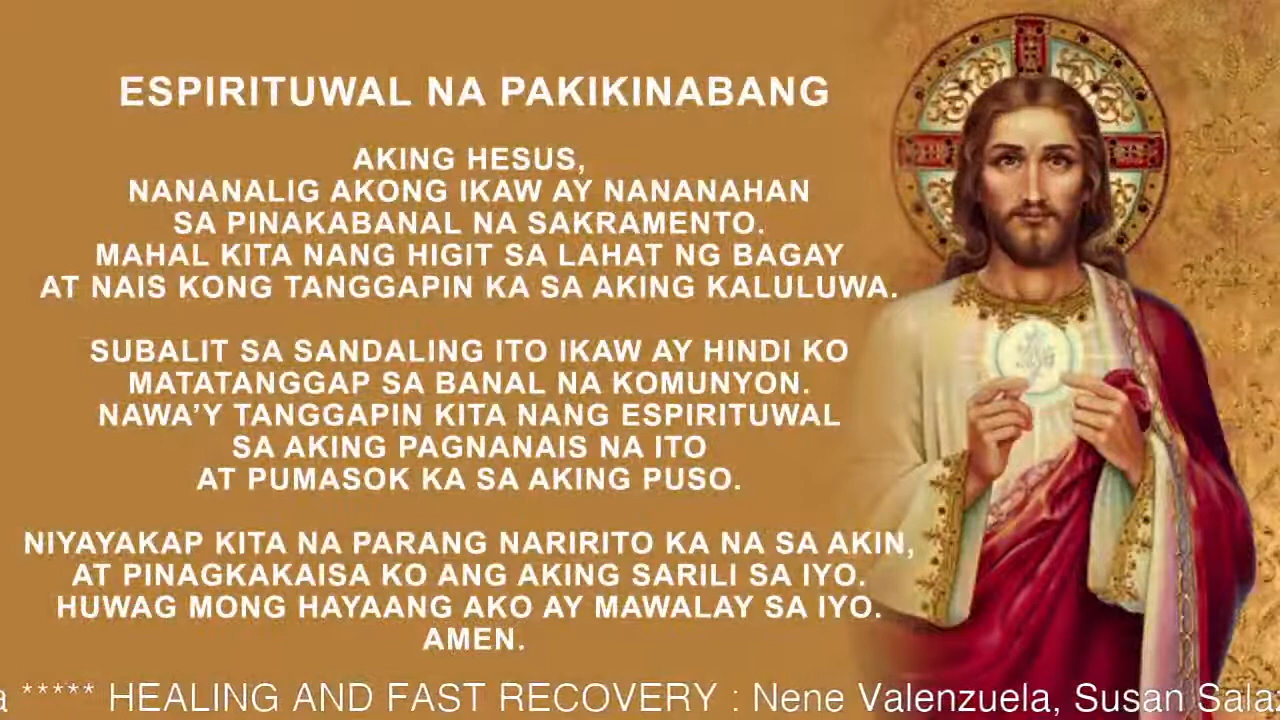 ESPIRITUWAL NA PAKIKINABANG
AKING HESUS,
NANANALIG AKONG IKAW AY NANANAHAN
SA PINAKABANAL NA SAKRAMENTO.
MAHAL KITA NANG HIGIT SA LAHAT NG BAGAY
AT NAIS KONG TANGGAPIN KA SA AKING KALULUWA.
SUBALIT SA SANDALING ITO IKAW AY HINDI KO
MATATANGGAP SA BANAL NA KOMUNYON.
NAWA’Y TANGGAPIN KITA NANG ESPIRITUWAL
SA AKING PAGNANAIS NA ITO
AT PUMASOK KA SA AKING PUSO.
NIYAYAKAP KITA NA PARANG NARIRITO KA NA SA AKIN,
AT PINAGKAKAISA KO ANG AKING SARILI SA IYO.
HUWAG MONG HAYAANG AKO AY MAWALAY SA IYO.
AMEN.
***** HEALING AND FAST RECOVERY : Nene Valenzuela, Susan